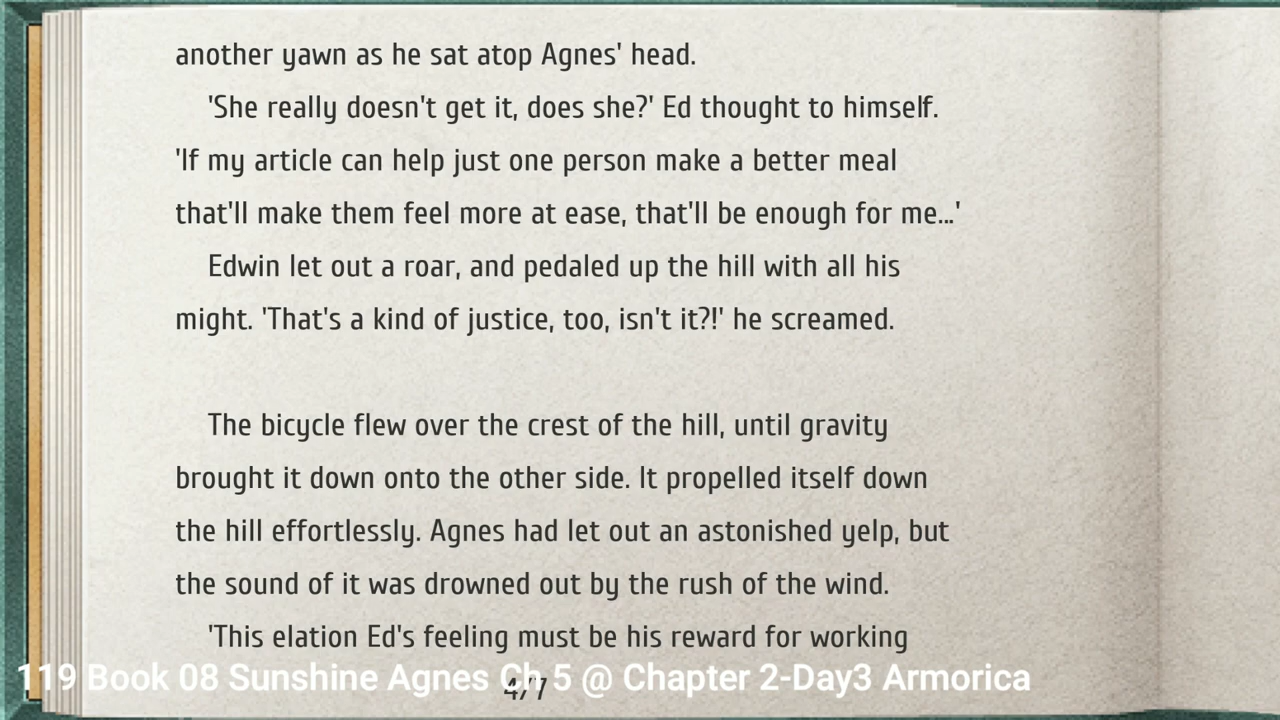 another yawn as he sat atop Agnes' head.
'She really doesn't get it, does she?' Ed thought to himself.
'If my article can help just one person make a better meal
that'll make them feel more at ease, that'll be enough for me...'
Edwin let out a roar, and pedaled up the hill with all his
might. 'That's a kind of justice, too, isn't it?!' he screamed.
The bicycle flew over the crest of the hill, until gravity
brought it down onto the other side. It propelled itself down
the hill effortlessly. Agnes had let out an astonished yelp, but
the sound of it was drowned out by the rush of the wind.
'This elation Ed's feeling must be his reward for working
119 Book 08 Sunshine Agnes Ch 5 @ Chapter 2-Day3 Armorica
4/7